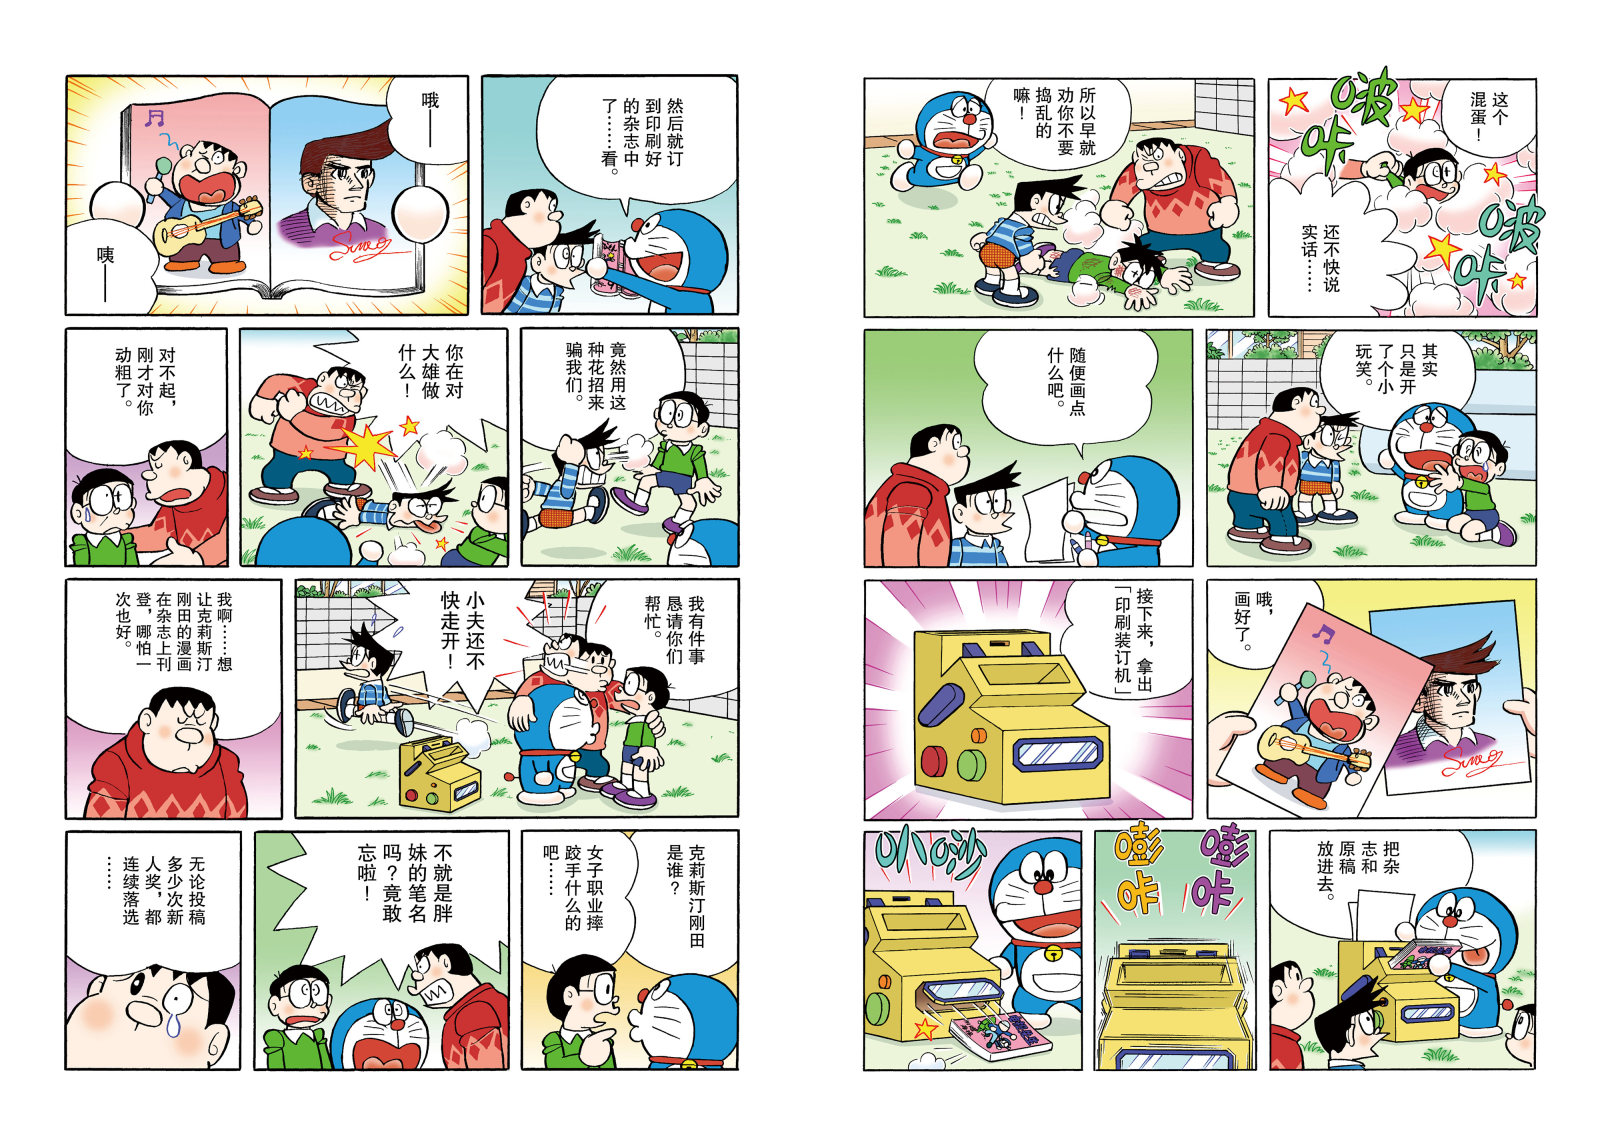 这个
混蛋！
啵
咔
啵
咔
还不快说
实话……
所以早就
劝你不要
捣乱的
嘛！
其实
只是开
了个小
玩笑。
随便画点
什么吧。
哦，
画好了。
接下来，拿出
「印刷装订机」
把杂
志和
原稿
放进去。
嘭
咔
嘭
咔
然后就订
到印刷好
的杂志中
了……看。
哦——
咦——
竟然用这
种花招来
骗我们。
你在对
大雄做
什么！
对不起，
刚才对你
动粗了。
我有件事
恳请你们
帮忙。
小夫还不
快走开！
我啊……想
让克莉斯汀
刚田的漫画
在杂志上刊
登，哪怕一
次也好。
克莉斯汀刚田
是谁？
女子职业摔
跤手什么的
吧……
不就是胖
妹的笔名
吗？竟敢
忘啦！
无论投稿
多少次新
人奖，都
连续落选
……